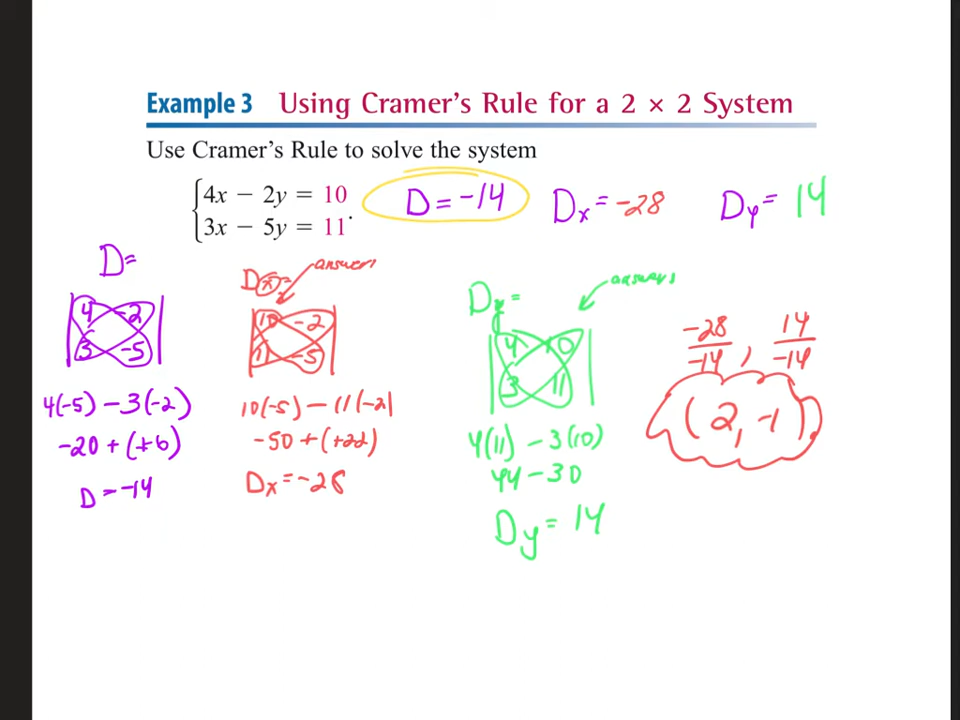 Example 3 Using Cramer's Rule for a 2 × 2 System
Use Cramer's Rule to solve the system
4x − 2y = 10
3x − 5y = 11.
D = -14
Dx = -28
Dy = 14
D =
|4 -2|
|3 -5|
4(-5) - 3(-2)
-20 + (+6)
D = -14
Dx =
answers
|10 -2|
|11 -5|
10(-5) - 11(-2)
-50 + (+22)
Dx = -28
Dy =
answers
|4 10|
|3 11|
4(11) - 3(10)
44 - 30
Dy = 14
-28/-14 , 14/-14
(2, -1)